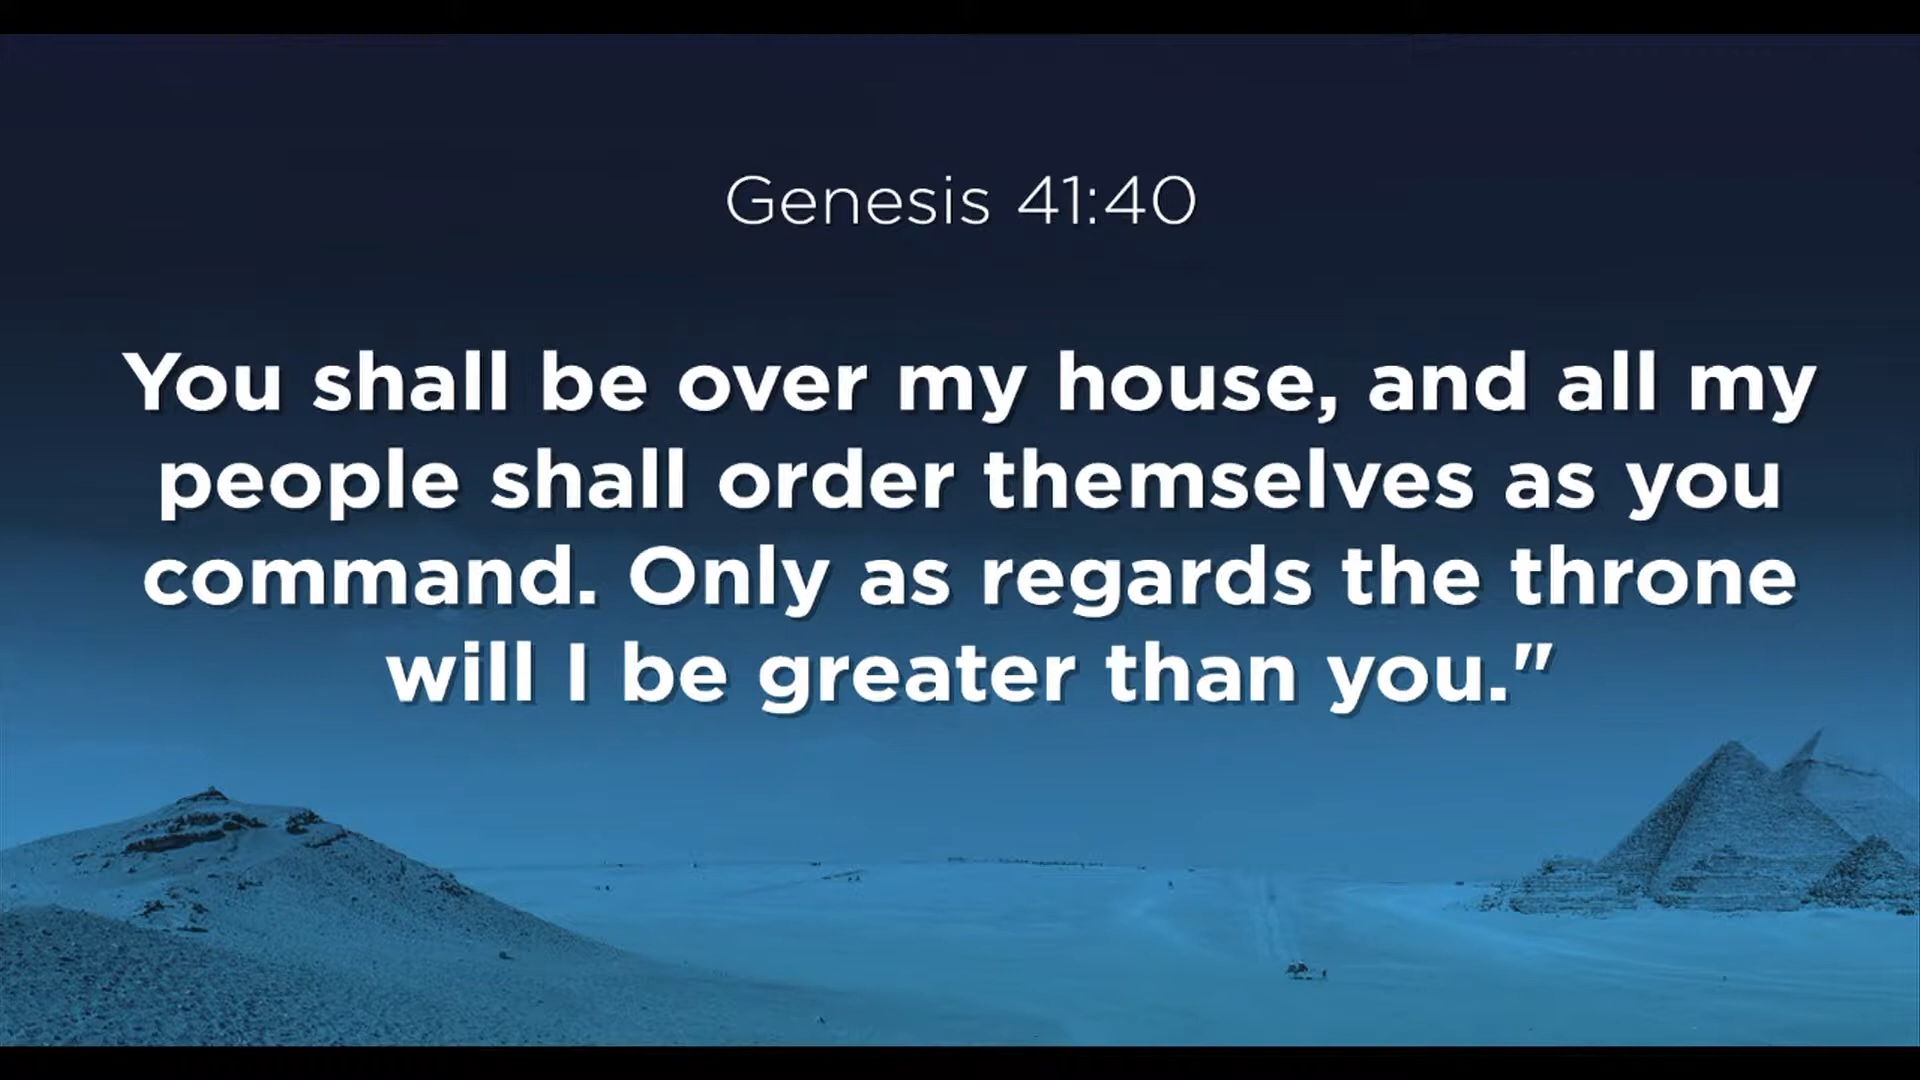 Genesis 41:40
You shall be over my house, and all my
people shall order themselves as you
command. Only as regards the throne
will I be greater than you."